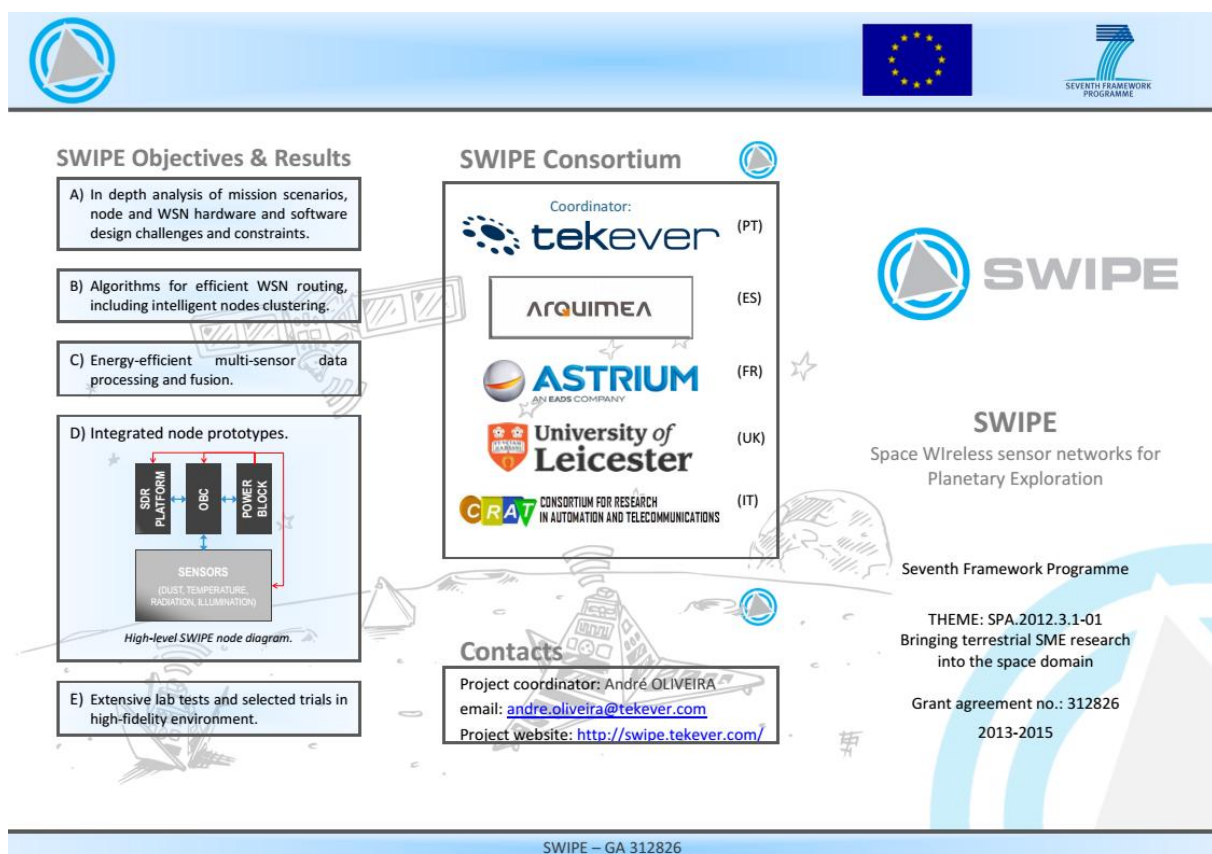 SEVENTH FRAMEWORK
PROGRAMME
SWIPE Objectives & Results
A) In depth analysis of mission scenarios,
node and WSN hardware and software
design challenges and constraints.
B) Algorithms for efficient WSN routing,
including intelligent nodes clustering.
C) Energy-efficient multi-sensor data
processing and fusion.
D) Integrated node prototypes.
SDR
PLATFORM
OBC
POWER
BLOCK
SENSORS
(DUST, TEMPERATURE,
RADIATION, ILLUMINATION)
High-level SWIPE node diagram.
E) Extensive lab tests and selected trials in
high-fidelity environment.
SWIPE Consortium
Coordinator:
tekever (PT)
ARQUIMEA (ES)
ASTRIUM (FR)
AN EADS COMPANY
University of (UK)
Leicester
CRAT CONSORTIUM FOR RESEARCH (IT)
IN AUTOMATION AND TELECOMMUNICATIONS
Contacts
Project coordinator: André OLIVEIRA
email: andre.oliveira@tekever.com
Project website: http://swipe.tekever.com/
SWIPE
SWIPE
Space WIreless sensor networks for
Planetary Exploration
Seventh Framework Programme
THEME: SPA.2012.3.1-01
Bringing terrestrial SME research
into the space domain
Grant agreement no.: 312826
2013-2015
SWIPE – GA 312826